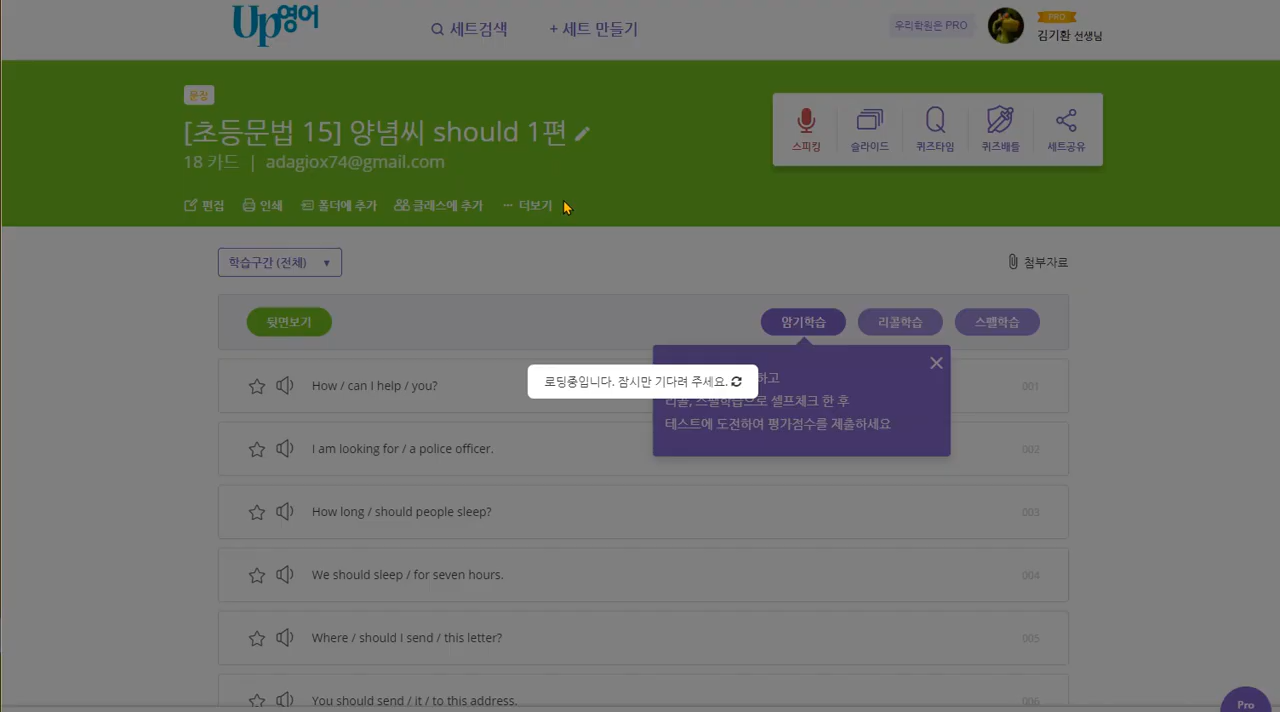 Up영어
세트검색
+ 세트 만들기
우리학원은 PRO
PRO
김기환 선생님
문장
[초등문법 15] 양념씨 should 1편
18 카드 | adagiox74@gmail.com
스피킹
슬라이드
퀴즈타임
퀴즈배틀
세트공유
편집
인쇄
폴더에 추가
클래스에 추가
··· 더보기
학습구간 (전체) ▼
첨부자료
뒷면보기
암기학습
리콜학습
스펠학습
로딩중입니다. 잠시만 기다려 주세요.
하고
리콜, 스펠학습으로 셀프체크 한 후
테스트에 도전하여 평가점수를 제출하세요
How / can I help / you?
001
I am looking for / a police officer.
002
How long / should people sleep?
003
We should sleep / for seven hours.
004
Where / should I send / this letter?
005
You should send / it / to this address.
006
Pro